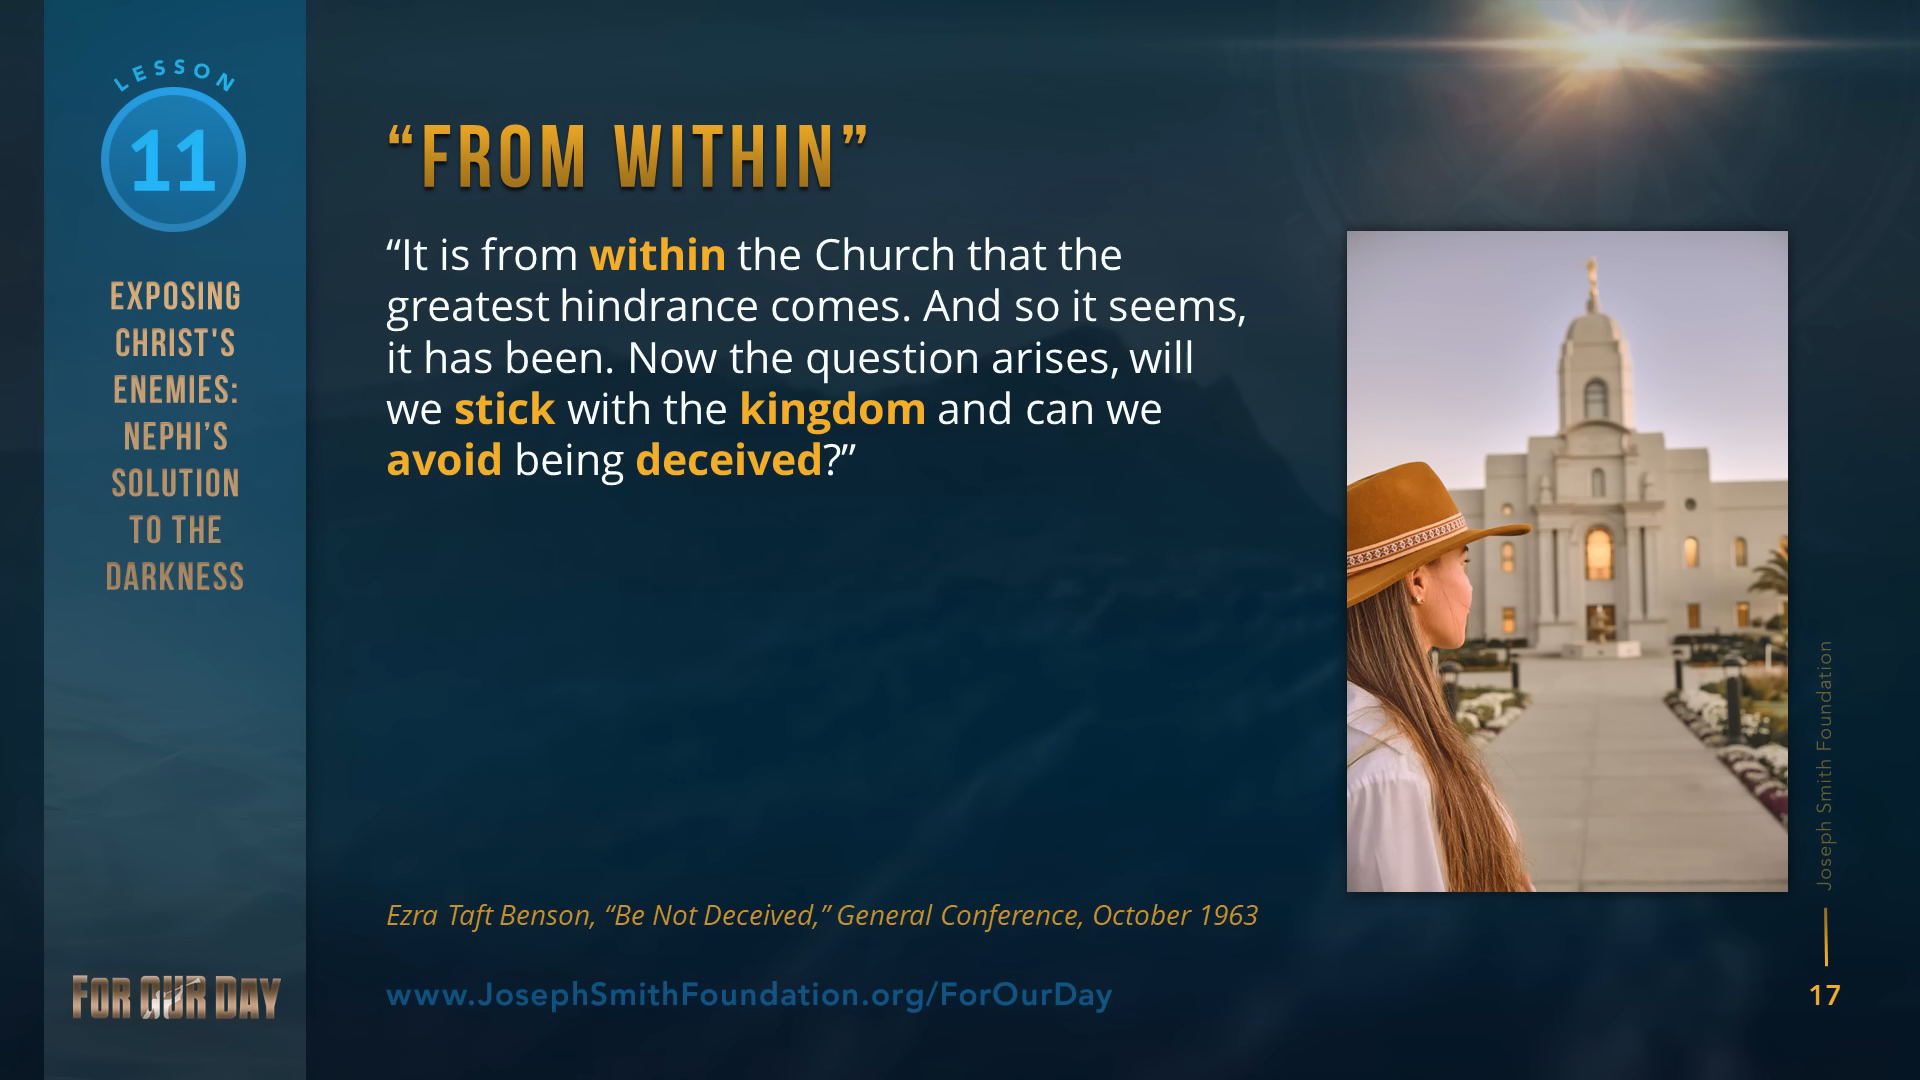 LESSON
11
EXPOSING
CHRIST'S
ENEMIES:
NEPHI’S
SOLUTION
TO THE
DARKNESS
FOR OUR DAY
“FROM WITHIN”
“It is from within the Church that the
greatest hindrance comes. And so it seems,
it has been. Now the question arises, will
we stick with the kingdom and can we
avoid being deceived?”
Ezra Taft Benson, “Be Not Deceived,” General Conference, October 1963
www.JosephSmithFoundation.org/ForOurDay
Joseph Smith Foundation
17